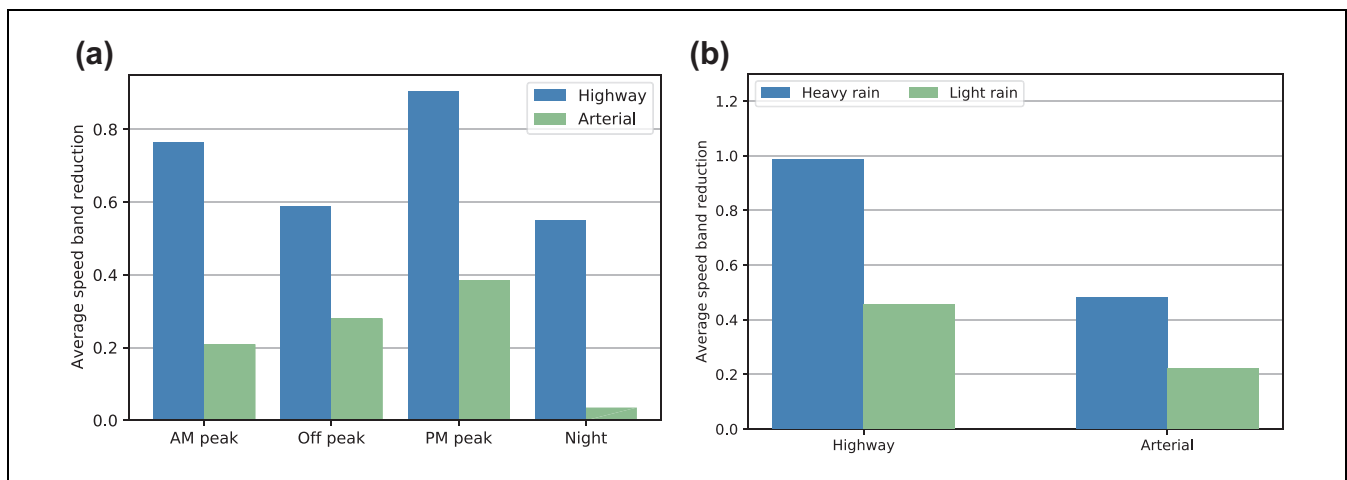 (a)
Average speed band reduction
0.8
0.6
0.4
0.2
0.0
Highway
Arterial
AM peak Off peak PM peak Night
(b)
Average speed band reduction
1.2
1.0
0.8
0.6
0.4
0.2
0.0
Heavy rain Light rain
Highway Arterial